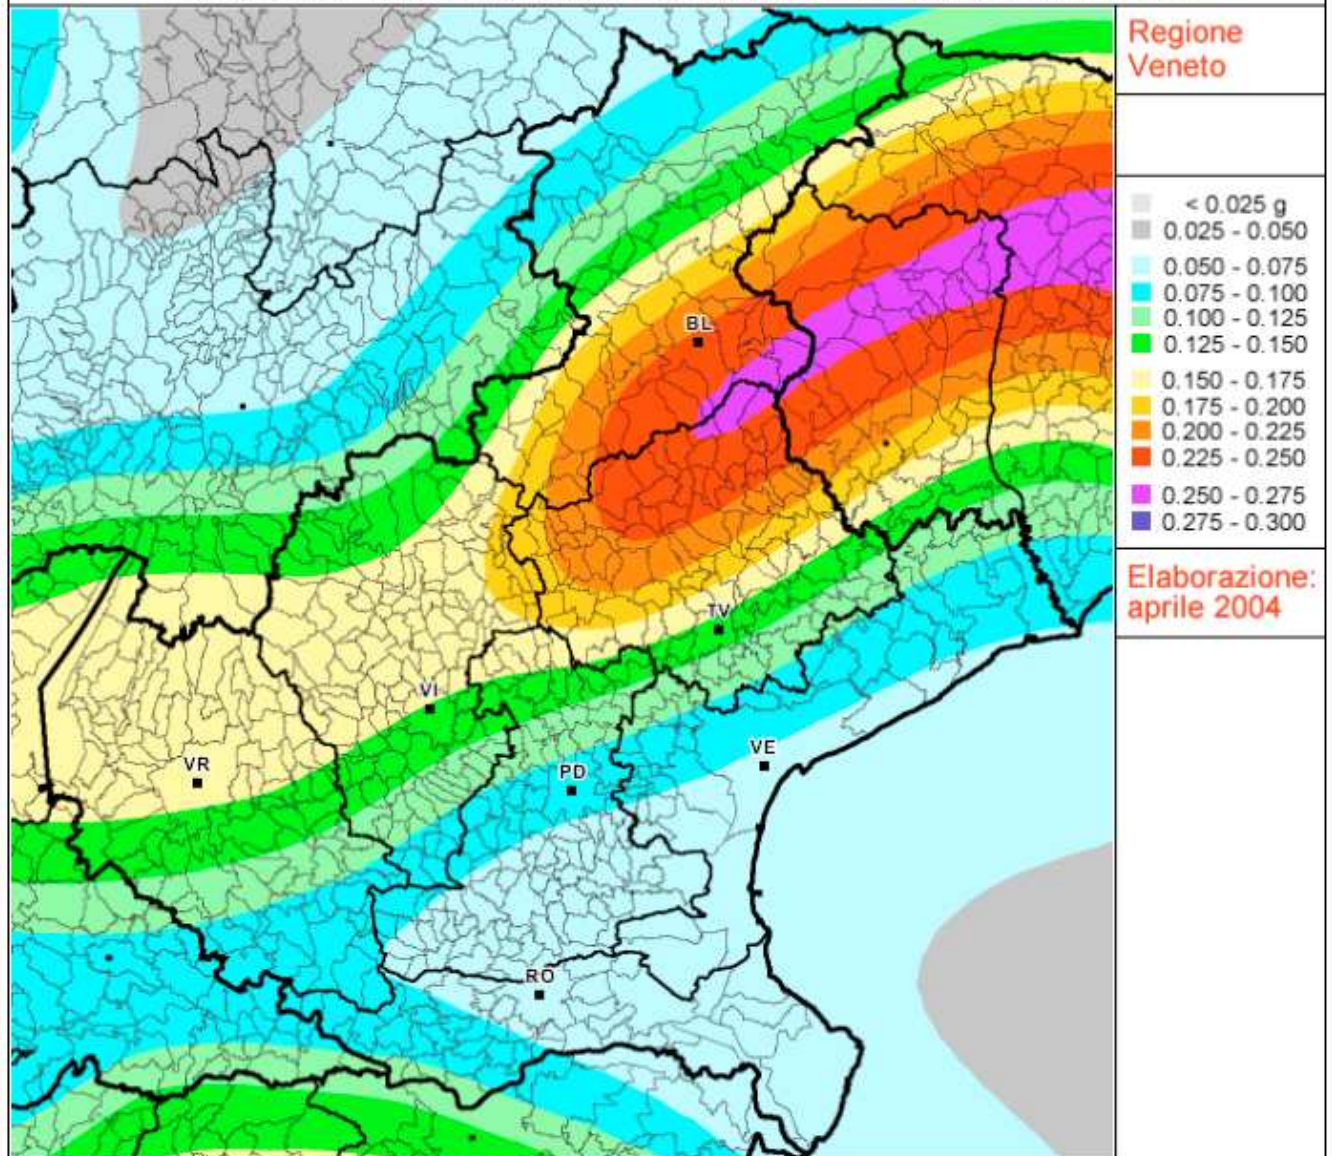 Regione
Veneto
< 0.025 g
0.025 - 0.050
0.050 - 0.075
0.075 - 0.100
0.100 - 0.125
0.125 - 0.150
0.150 - 0.175
0.175 - 0.200
0.200 - 0.225
0.225 - 0.250
0.250 - 0.275
0.275 - 0.300
Elaborazione:
aprile 2004
BL
TV
VI
VR
PD
VE
RO